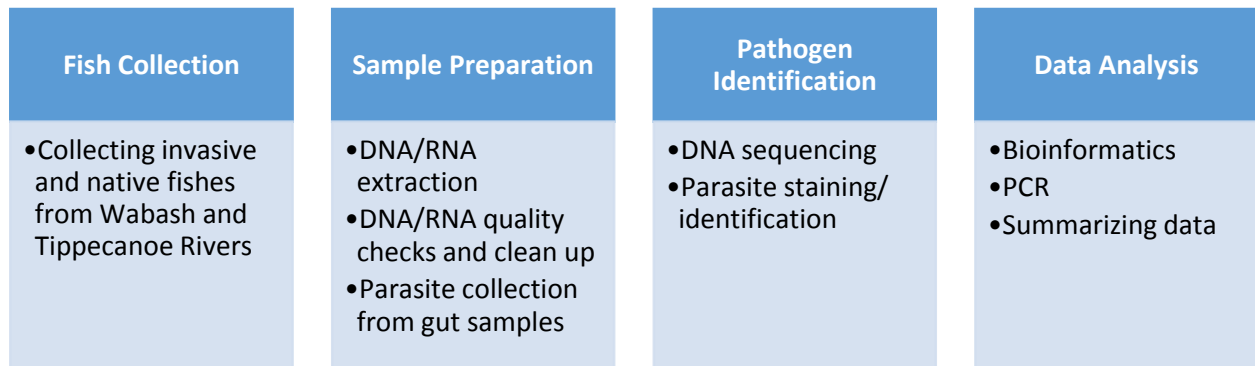 Fish Collection
•Collecting invasive
and native fishes
from Wabash and
Tippecanoe Rivers
Sample Preparation
•DNA/RNA
extraction
•DNA/RNA quality
checks and clean up
•Parasite collection
from gut samples
Pathogen
Identification
•DNA sequencing
•Parasite staining/
identification
Data Analysis
•Bioinformatics
•PCR
•Summarizing data